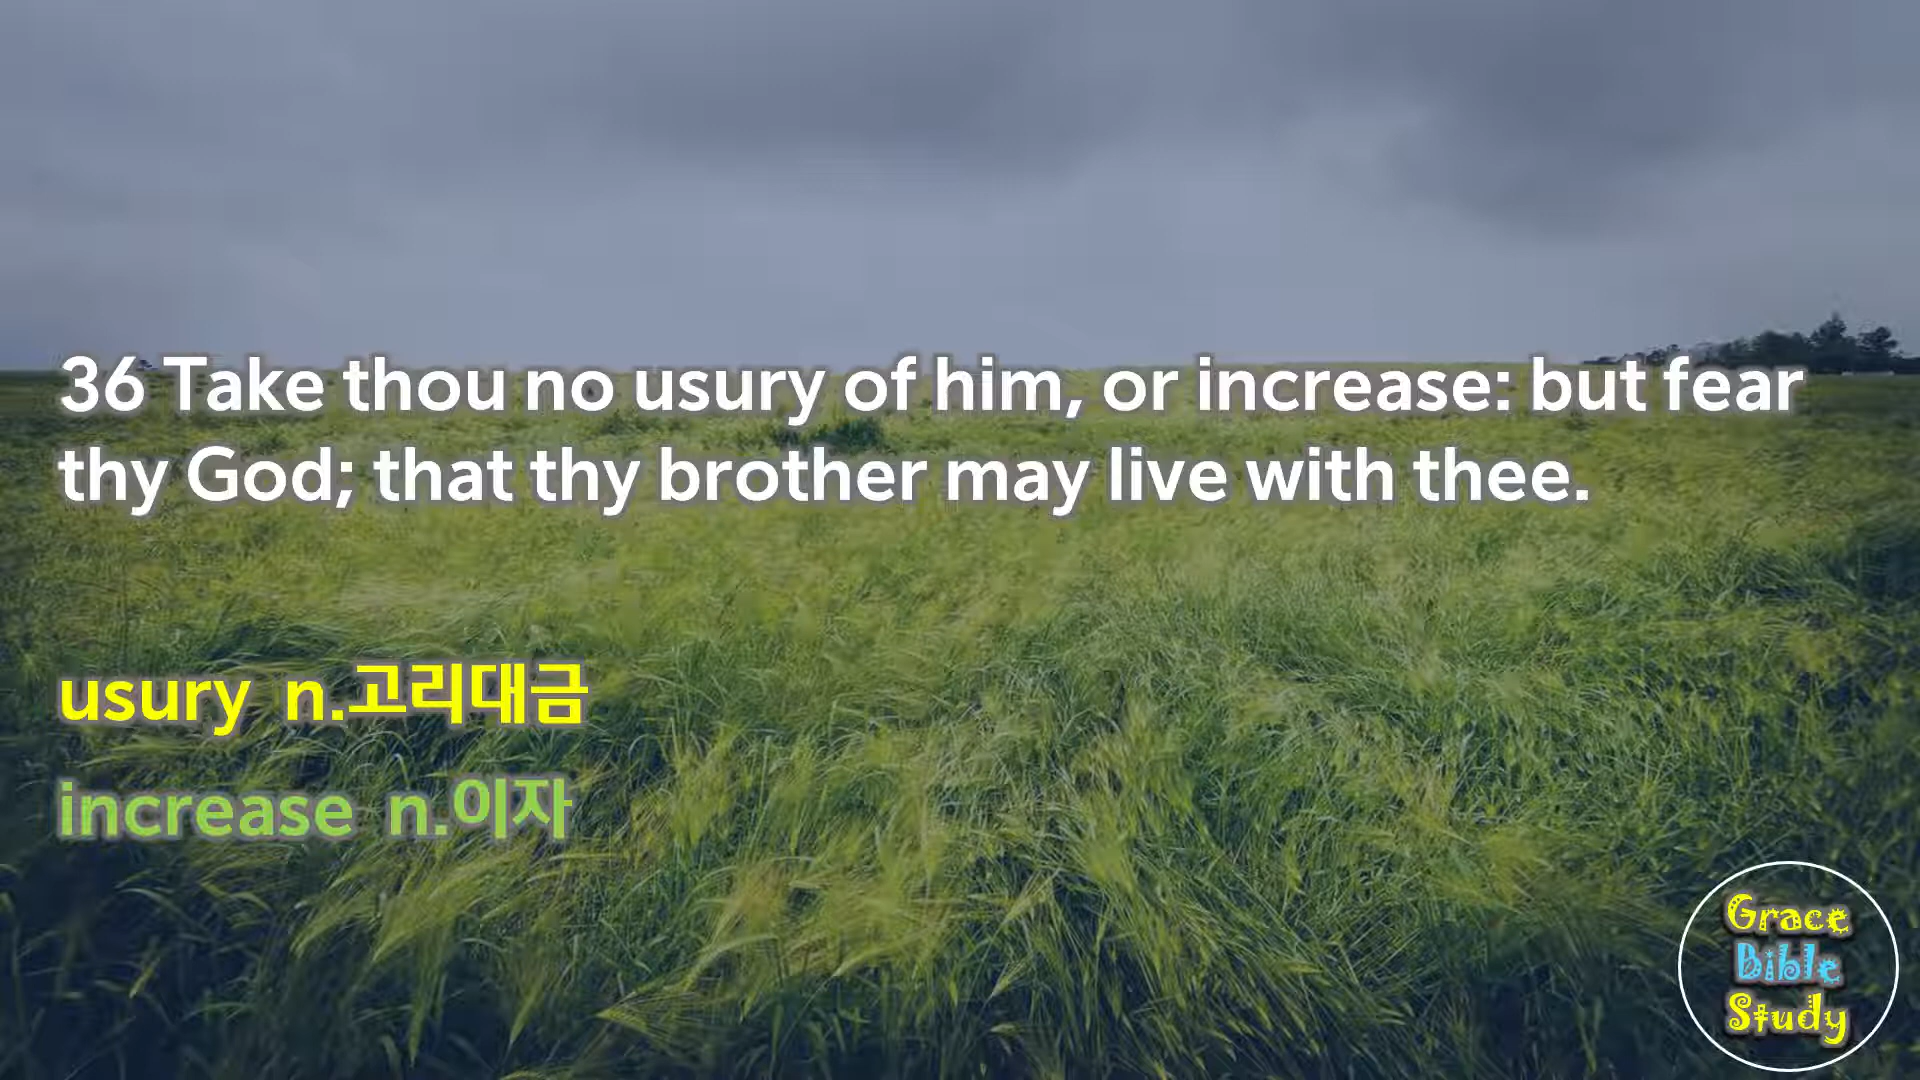 36 Take thou no usury of him, or increase: but fear
thy God; that thy brother may live with thee.
usury n.고리대금
increase n.이자
Grace
Bible
Study